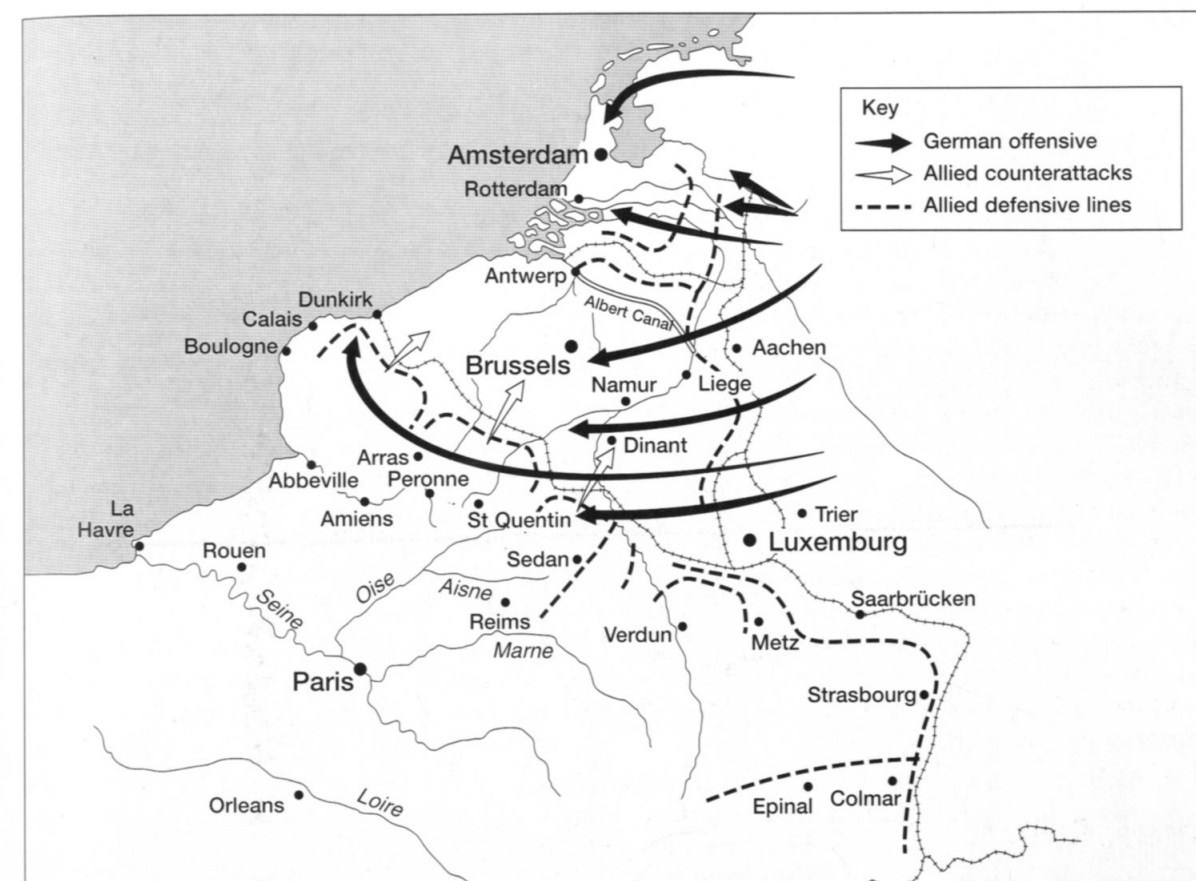 Key
German offensive
Allied counterattacks
Allied defensive lines
Amsterdam
Rotterdam
Antwerp
Albert Canal
Dunkirk
Calais
Boulogne
Brussels
Aachen
Namur
Liege
Dinant
Arras
Peronne
Abbeville
Amiens
St Quentin
La
Havre
Rouen
Trier
Luxemburg
Sedan
Oise
Aisne
Seine
Reims
Marne
Verdun
Metz
Saarbrücken
Paris
Strasbourg
Orleans
Loire
Epinal
Colmar